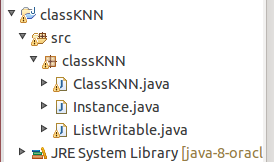 classKNN
src
classKNN
ClassKNN.java
Instance.java
ListWritable.java
JRE System Library [java-8-oracl